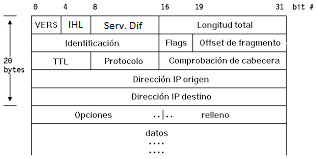 0 4 8 16 19 31 bit #
VERS IHL Serv. Dif Longitud total
Identificación Flags Offset de fragmento
20 bytes
TTL Protocolo Comprobación de cabecera
Dirección IP origen
Dirección IP destino
Opciones ..|.. relleno
datos
....
....